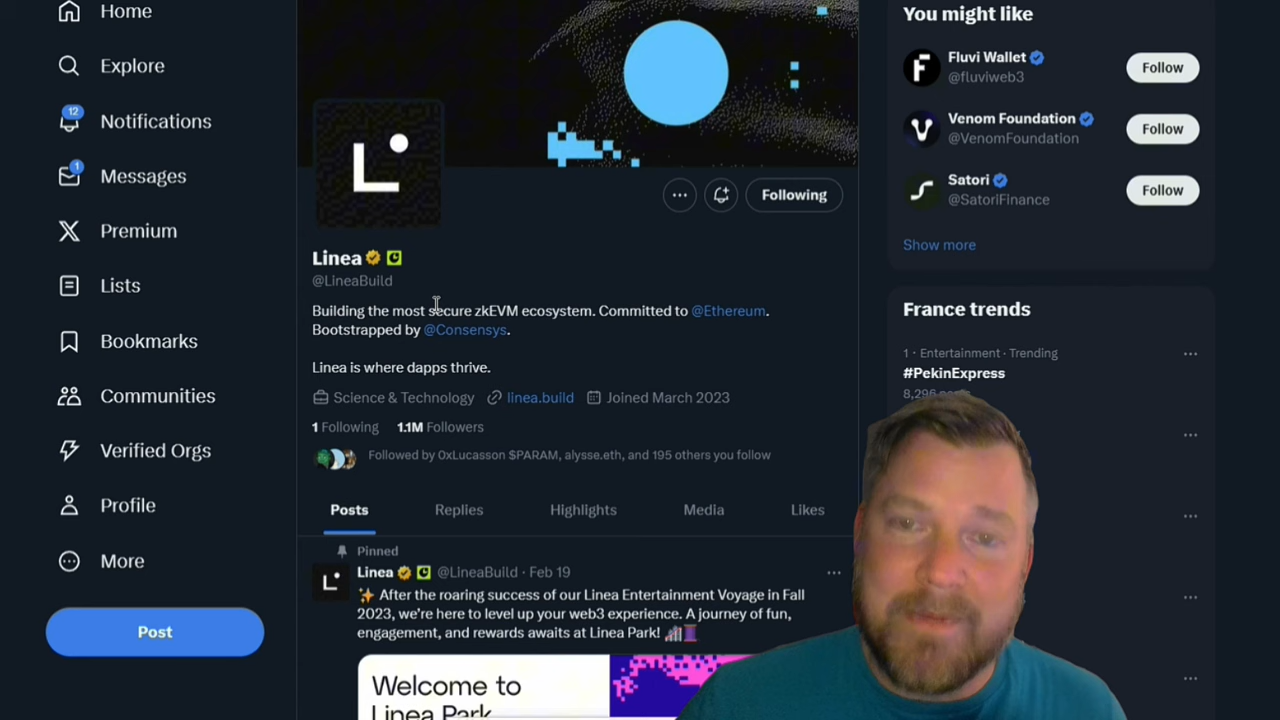 Home
Explore
12
Notifications
1
Messages
Premium
Lists
Bookmarks
Communities
Verified Orgs
Profile
More
Post
Following
Linea
@LineaBuild
Building the most secure zkEVM ecosystem. Committed to @Ethereum.
Bootstrapped by @Consensys.
Linea is where dapps thrive.
Science & Technology linea.build Joined March 2023
1 Following 1.1M Followers
Followed by 0xLucasson $PARAM, alysse.eth, and 195 others you follow
Posts Replies Highlights Media Likes
Pinned
Linea @LineaBuild · Feb 19
✨ After the roaring success of our Linea Entertainment Voyage in Fall
2023, we're here to level up your web3 experience. A journey of fun,
engagement, and rewards awaits at Linea Park!
Welcome to
Linea Park
You might like
Fluvi Wallet
@fluviweb3
Follow
Venom Foundation
@VenomFoundation
Follow
Satori
@SatoriFinance
Follow
Show more
France trends
1 · Entertainment · Trending
#PekinExpress
8,296 posts